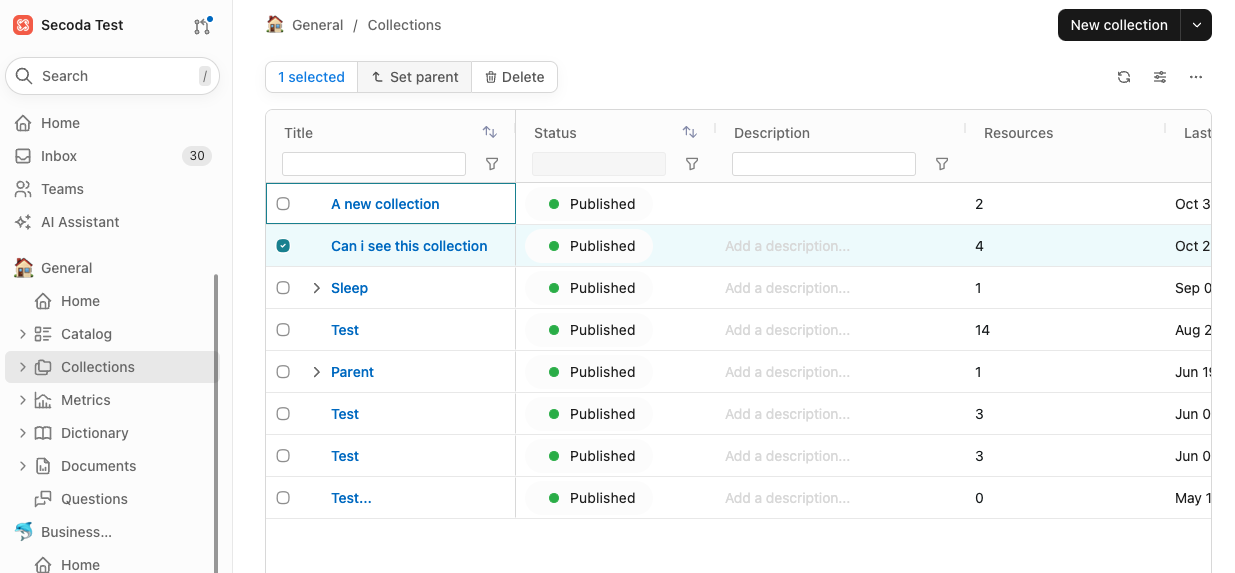 Secoda Test
Search /
Home
Inbox 30
Teams
AI Assistant
General
Home
Catalog
Collections
Metrics
Dictionary
Documents
Questions
Business...
Home
General / Collections
New collection
1 selected Set parent Delete
Title Status Description Resources Last
A new collection Published 2 Oct 3
Can i see this collection Published Add a description... 4 Oct 2
Sleep Published Add a description... 1 Sep 0
Test Published Add a description... 14 Aug 2
Parent Published Add a description... 1 Jun 19
Test Published Add a description... 3 Jun 0
Test Published Add a description... 3 Jun 0
Test... Published Add a description... 0 May 1